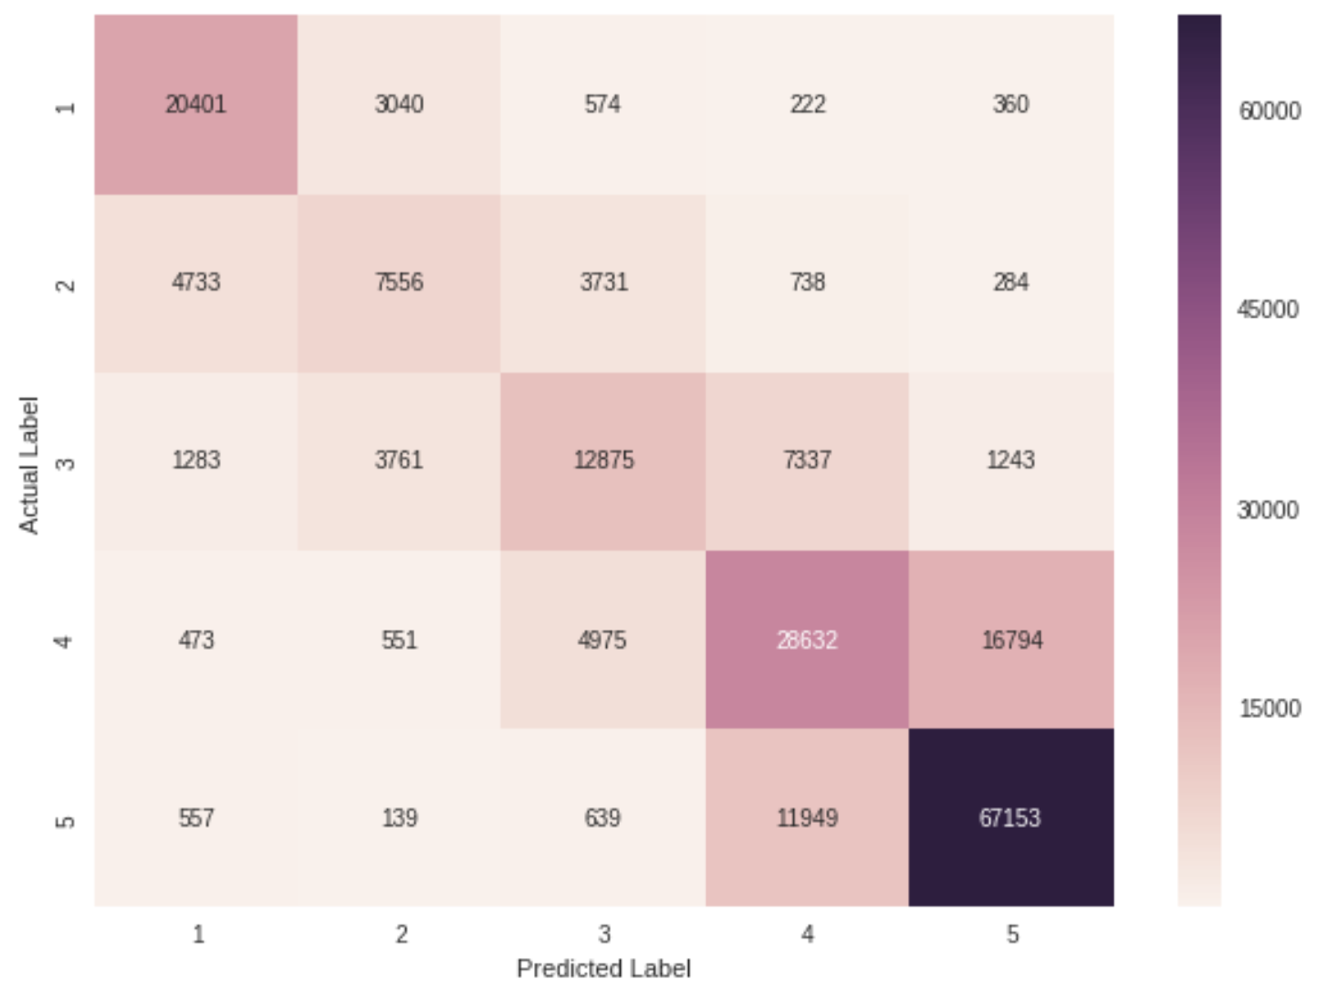 1 20401 3040 574 222 360
60000
2 4733 7556 3731 738 284
45000
Actual Label
3 1283 3761 12875 7337 1243
30000
4 473 551 4975 28632 16794
15000
5 557 139 639 11949 67153
1 2 3 4 5
Predicted Label